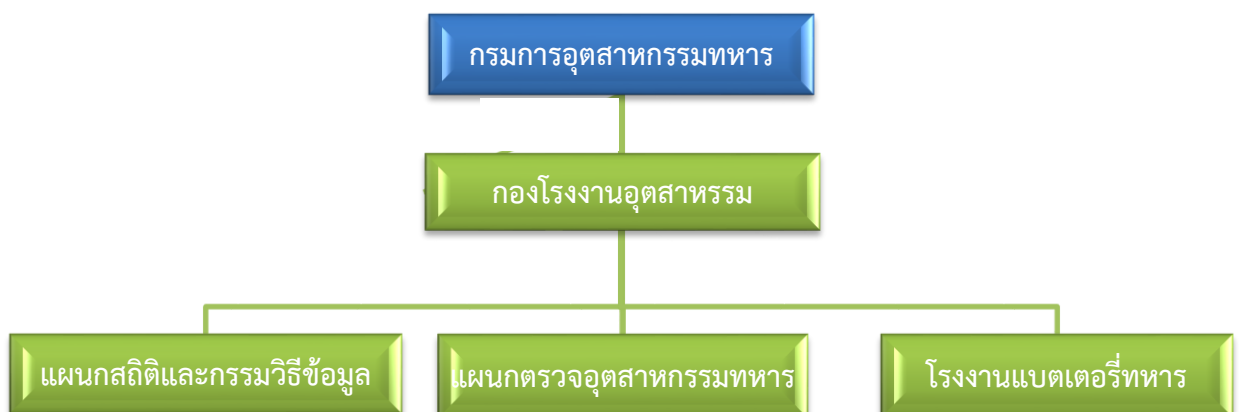 กรมการอุตสาหกรรมทหาร
กองโรงงานอุตสาหรรม
แผนกสถิติและกรรมวิธีข้อมูล
แผนกตรวจอุตสาหกรรมทหาร
โรงงานแบตเตอรี่ทหาร